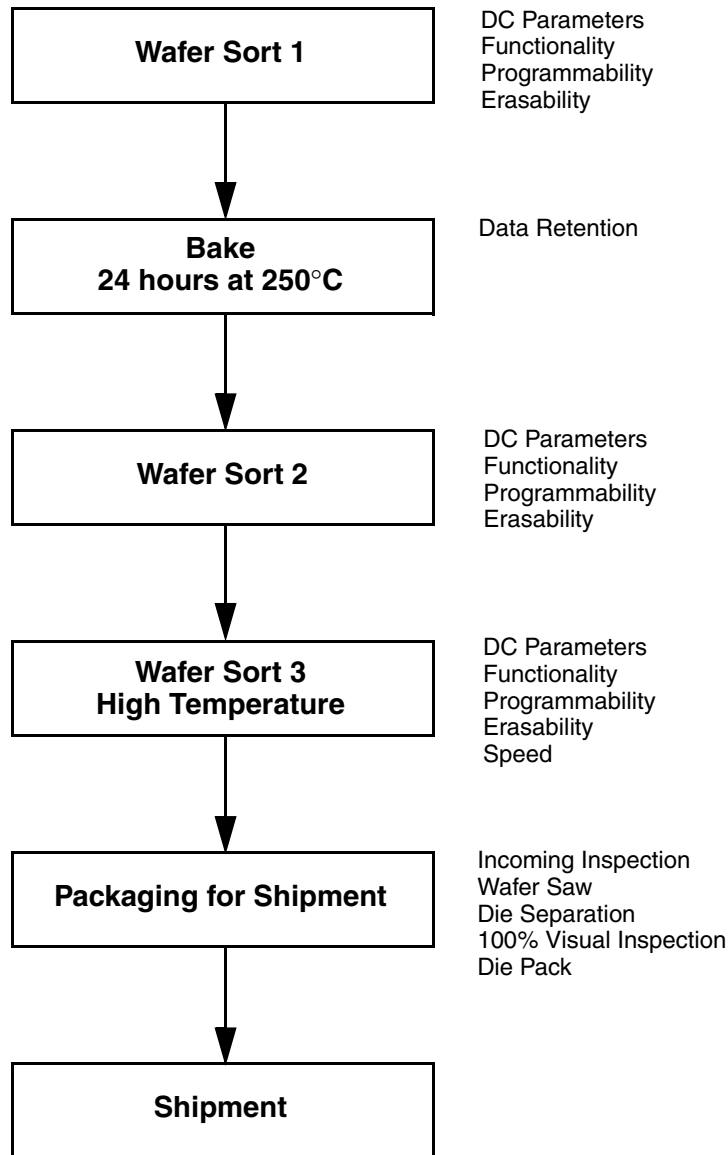 Wafer Sort 1
DC Parameters
Functionality
Programmability
Erasability
Bake
24 hours at 250°C
Data Retention
Wafer Sort 2
DC Parameters
Functionality
Programmability
Erasability
Wafer Sort 3
High Temperature
DC Parameters
Functionality
Programmability
Erasability
Speed
Packaging for Shipment
Incoming Inspection
Wafer Saw
Die Separation
100% Visual Inspection
Die Pack
Shipment